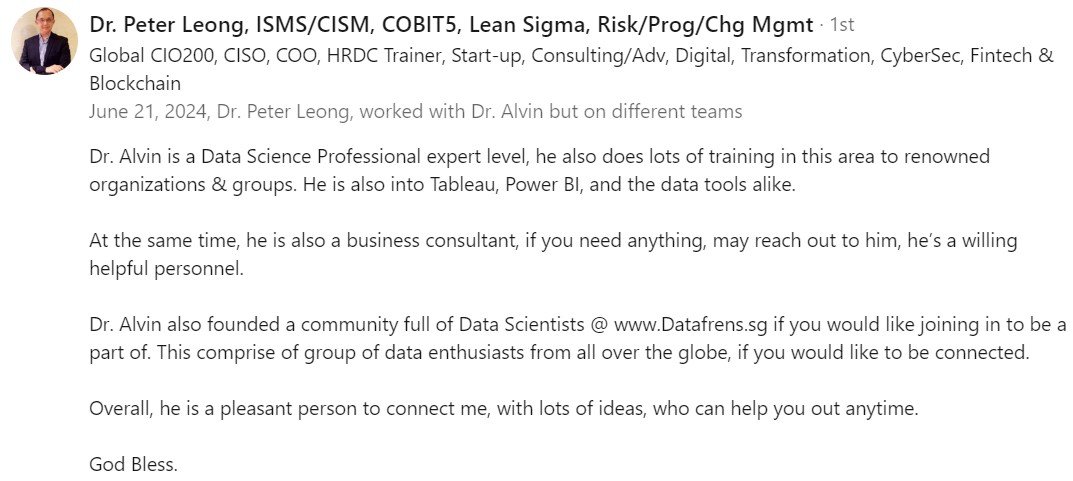 Dr. Peter Leong, ISMS/CISM, COBIT5, Lean Sigma, Risk/Prog/Chg Mgmt · 1st
Global CIO200, CISO, COO, HRDC Trainer, Start-up, Consulting/Adv, Digital, Transformation, CyberSec, Fintech &
Blockchain
June 21, 2024, Dr. Peter Leong, worked with Dr. Alvin but on different teams
Dr. Alvin is a Data Science Professional expert level, he also does lots of training in this area to renowned
organizations & groups. He is also into Tableau, Power BI, and the data tools alike.
At the same time, he is also a business consultant, if you need anything, may reach out to him, he’s a willing
helpful personnel.
Dr. Alvin also founded a community full of Data Scientists @ www.Datafrens.sg if you would like joining in to be a
part of. This comprise of group of data enthusiasts from all over the globe, if you would like to be connected.
Overall, he is a pleasant person to connect me, with lots of ideas, who can help you out anytime.
God Bless.